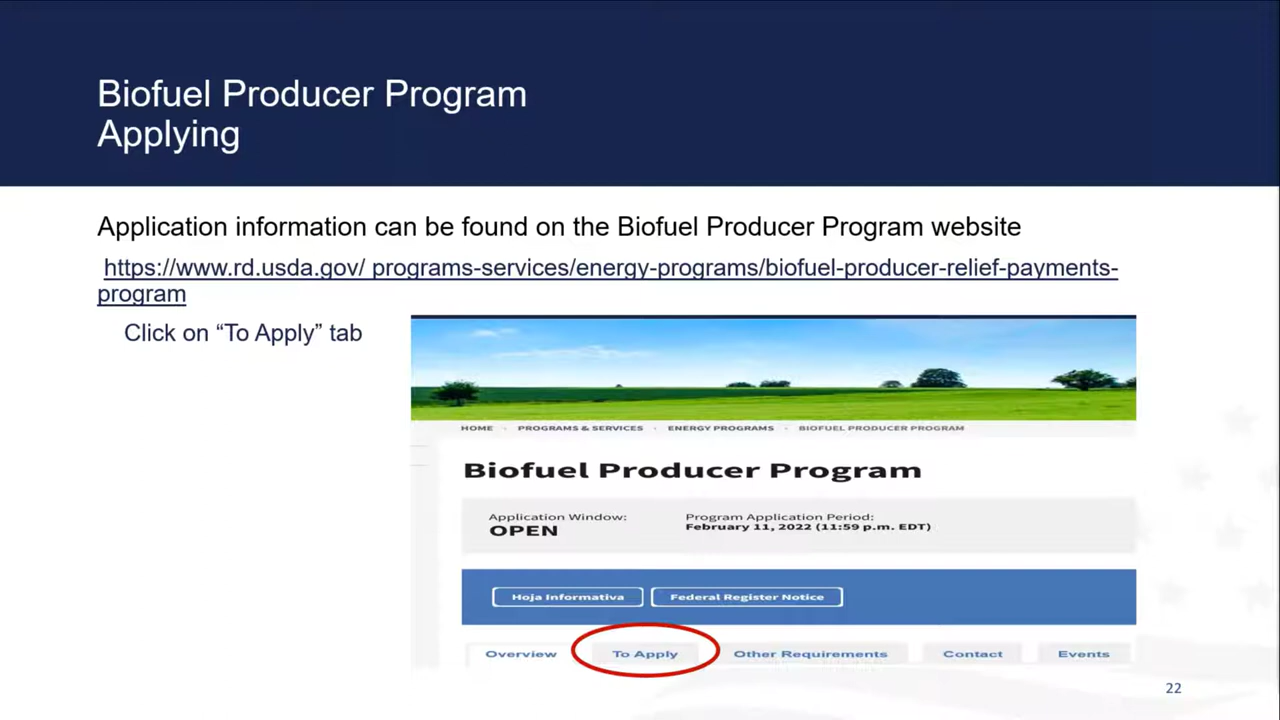 Biofuel Producer Program
Applying
Application information can be found on the Biofuel Producer Program website
https://www.rd.usda.gov/ programs-services/energy-programs/biofuel-producer-relief-payments-
program
Click on “To Apply” tab
HOME · PROGRAMS & SERVICES · ENERGY PROGRAMS · BIOFUEL PRODUCER PROGRAM
Biofuel Producer Program
Application Window: Program Application Period:
OPEN February 11, 2022 (11:59 p.m. EDT)
Hoja Informativa Federal Register Notice
Overview To Apply Other Requirements Contact Events
22